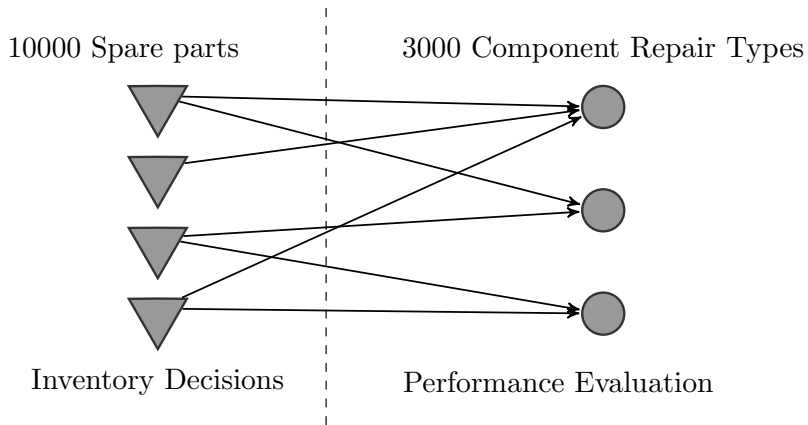 10000 Spare parts
3000 Component Repair Types
Inventory Decisions
Performance Evaluation